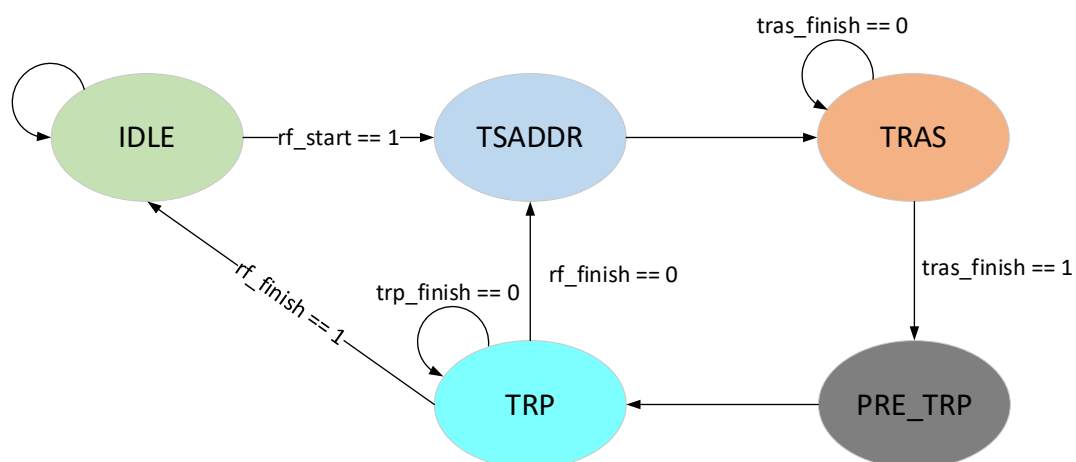 tras_finish == 0
IDLE
rf_start == 1
TSADDR
TRAS
tras_finish == 1
rf_finish == 0
trp_finish == 0
rf_finish == 1
TRP
PRE_TRP